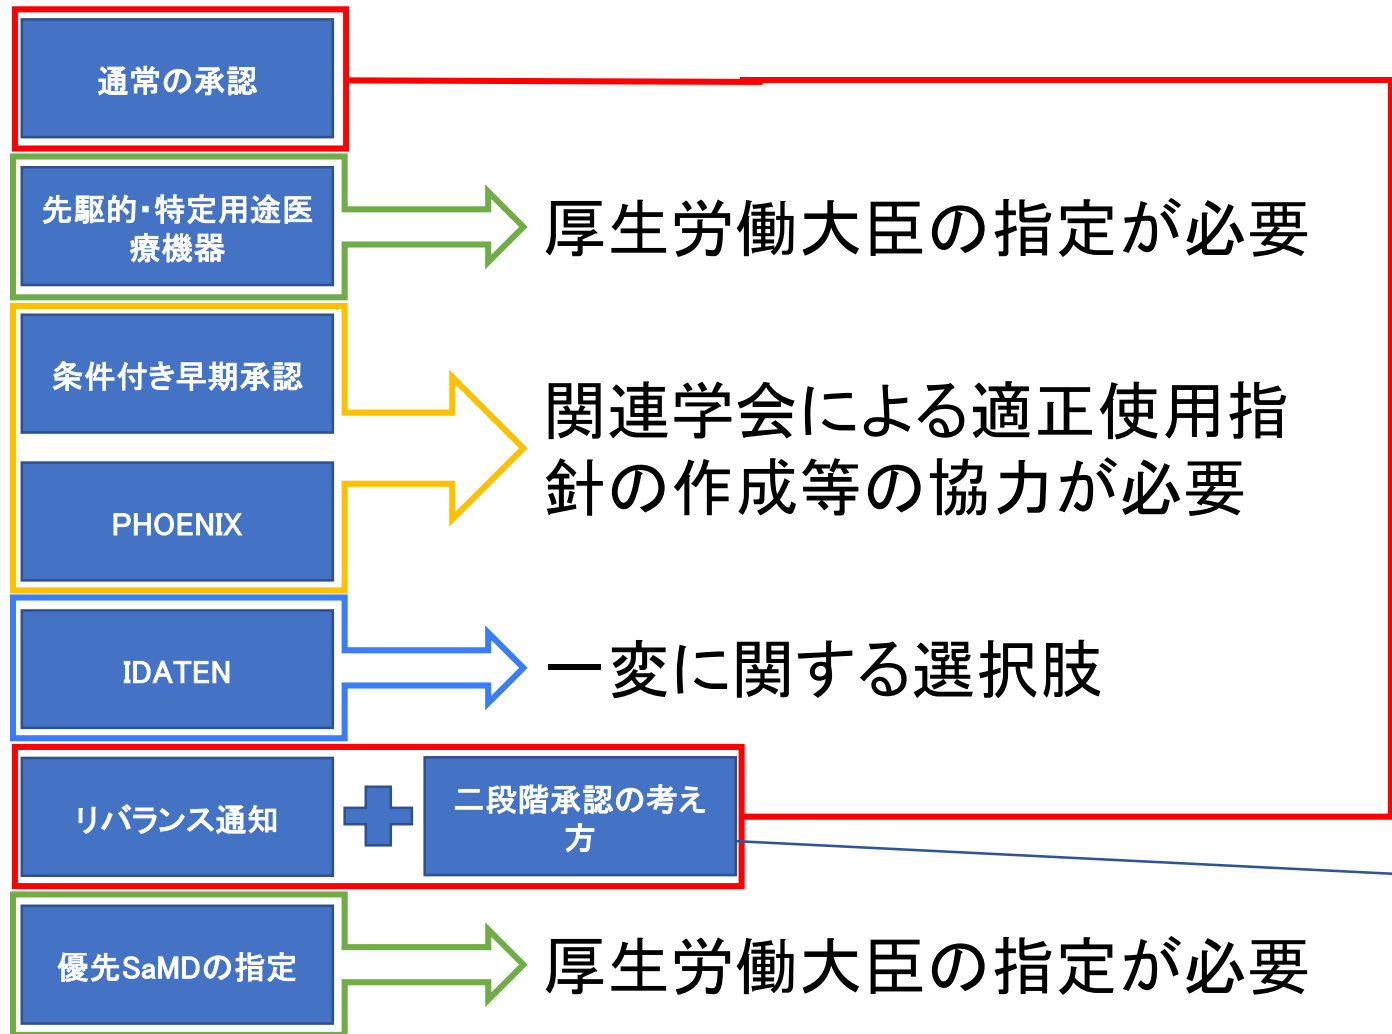 通常の承認
先駆的・特定用途医
療機器
厚生労働大臣の指定が必要
条件付き早期承認
関連学会による適正使用指
針の作成等の協力が必要
PHOENIX
IDATEN
一変に関する選択肢
リバランス通知
二段階承認の考え
方
優先SaMDの指定
厚生労働大臣の指定が必要